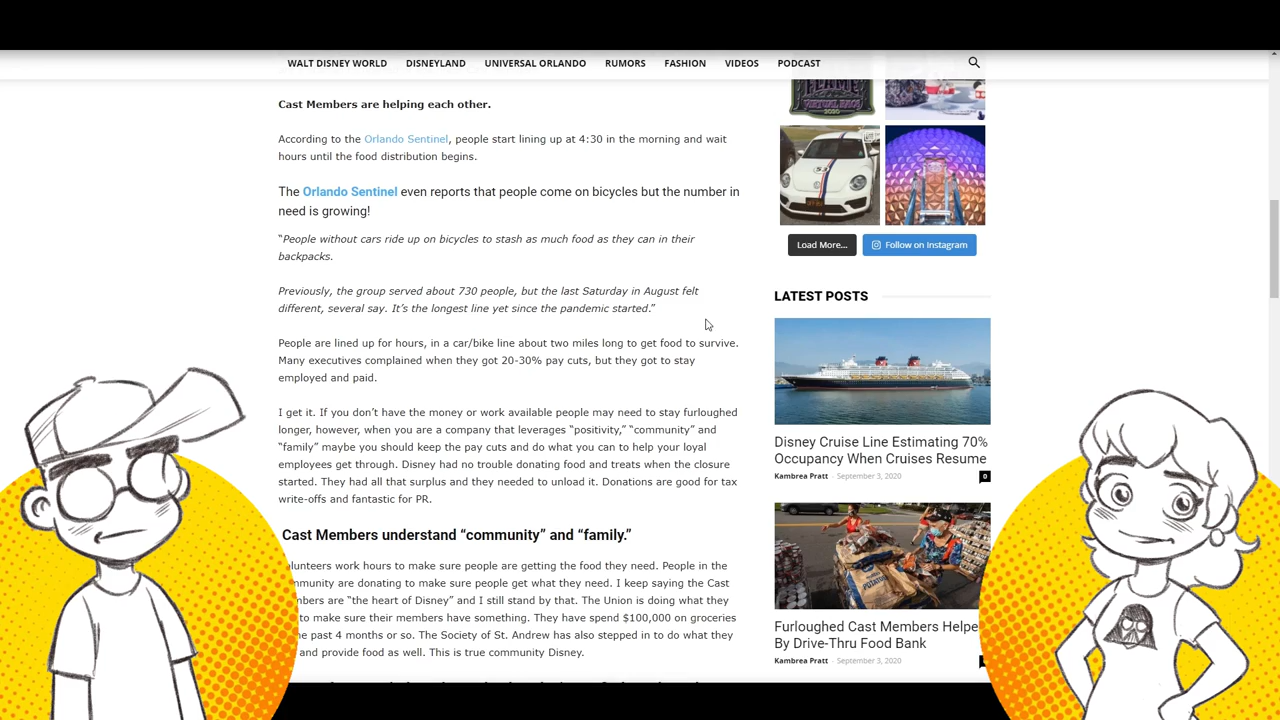 WALT DISNEY WORLD DISNEYLAND UNIVERSAL ORLANDO RUMORS FASHION VIDEOS PODCAST
Cast Members are helping each other.
According to the Orlando Sentinel, people start lining up at 4:30 in the morning and wait
hours until the food distribution begins.
The Orlando Sentinel even reports that people come on bicycles but the number in
need is growing!
“People without cars ride up on bicycles to stash as much food as they can in their
backpacks.
Previously, the group served about 730 people, but the last Saturday in August felt
different, several say. It’s the longest line yet since the pandemic started.”
People are lined up for hours, in a car/bike line about two miles long to get food to survive.
Many executives complained when they got 20-30% pay cuts, but they got to stay
employed and paid.
I get it. If you don’t have the money or work available people may need to stay furloughed
longer, however, when you are a company that leverages “positivity,” “community” and
“family” maybe you should keep the pay cuts and do what you can to help your loyal
employees get through. Disney had no trouble donating food and treats when the closure
started. They had all that surplus and they needed to unload it. Donations are good for tax
write-offs and fantastic for PR.
Cast Members understand “community” and “family.”
olunteers work hours to make sure people are getting the food they need. People in the
mmunity are donating to make sure people get what they need. I keep saying the Cast
mbers are “the heart of Disney” and I still stand by that. The Union is doing what they
to make sure their members have something. They have spend $100,000 on groceries
he past 4 months or so. The Society of St. Andrew has also stepped in to do what they
and provide food as well. This is true community Disney.
FLAME
VIRTUAL RACE
2020
53
Load More...
Follow on Instagram
LATEST POSTS
Disney Cruise Line Estimating 70%
Occupancy When Cruises Resume
Kambrea Pratt - September 3, 2020
0
Furloughed Cast Members Helpe
By Drive-Thru Food Bank
Kambrea Pratt - September 3, 2020